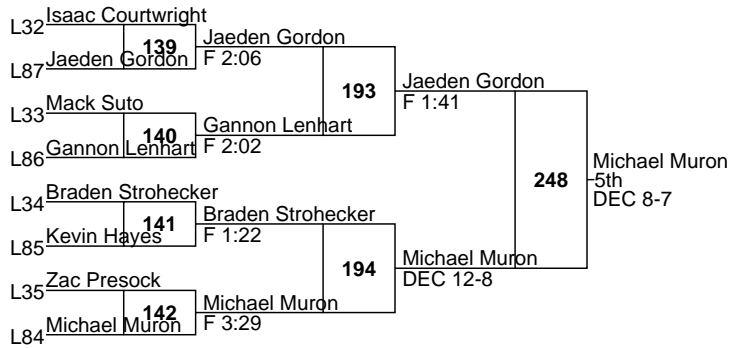 Isaac Courtwright
L32
139
Jaeden Gordon
F 2:06
Jaeden Gordon
L87
193
Jaeden Gordon
F 1:41
Mack Suto
L33
140
Gannon Lenhart
F 2:02
Gannon Lenhart
L86
248
Michael Muron
5th
DEC 8-7
Braden Strohecker
L34
141
Braden Strohecker
F 1:22
Kevin Hayes
L85
194
Michael Muron
DEC 12-8
Zac Presock
L35
142
Michael Muron
F 3:29
Michael Muron
L84